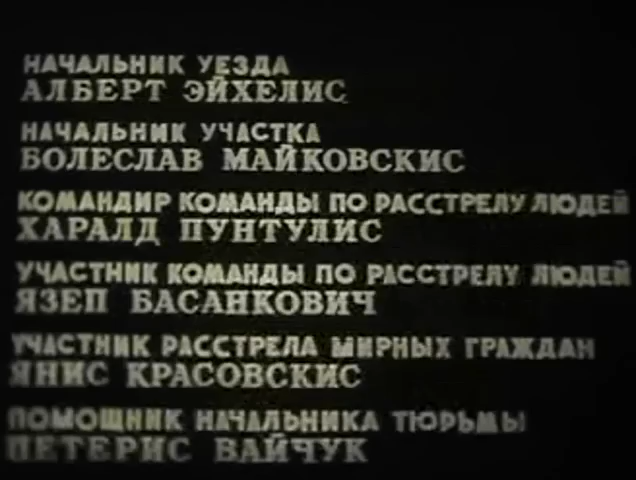 НАЧАЛЬНИК УЕЗДА
АЛБЕРТ ЭЙХЕЛИС
НАЧАЛЬНИК УЧАСТКА
БОЛЕСЛАВ МАЙКОВСКИС
КОМАНДИР КОМАНДЫ ПО РАССТРЕЛУ ЛЮДЕЙ
ХАРАЛД ПУНТУЛИС
УЧАСТНИК КОМАНДЫ ПО РАССТРЕЛУ ЛЮДЕЙ
ЯЗЕП БАСАНКОВИЧ
УЧАСТНИК РАССТРЕЛА МИРНЫХ ГРАЖДАН
ЯНИС КРАСОВСКИС
ПОМОЩНИК НАЧАЛЬНИКА ТЮРЬМЫ
ПЕТЕРИС ВАЙЧУК